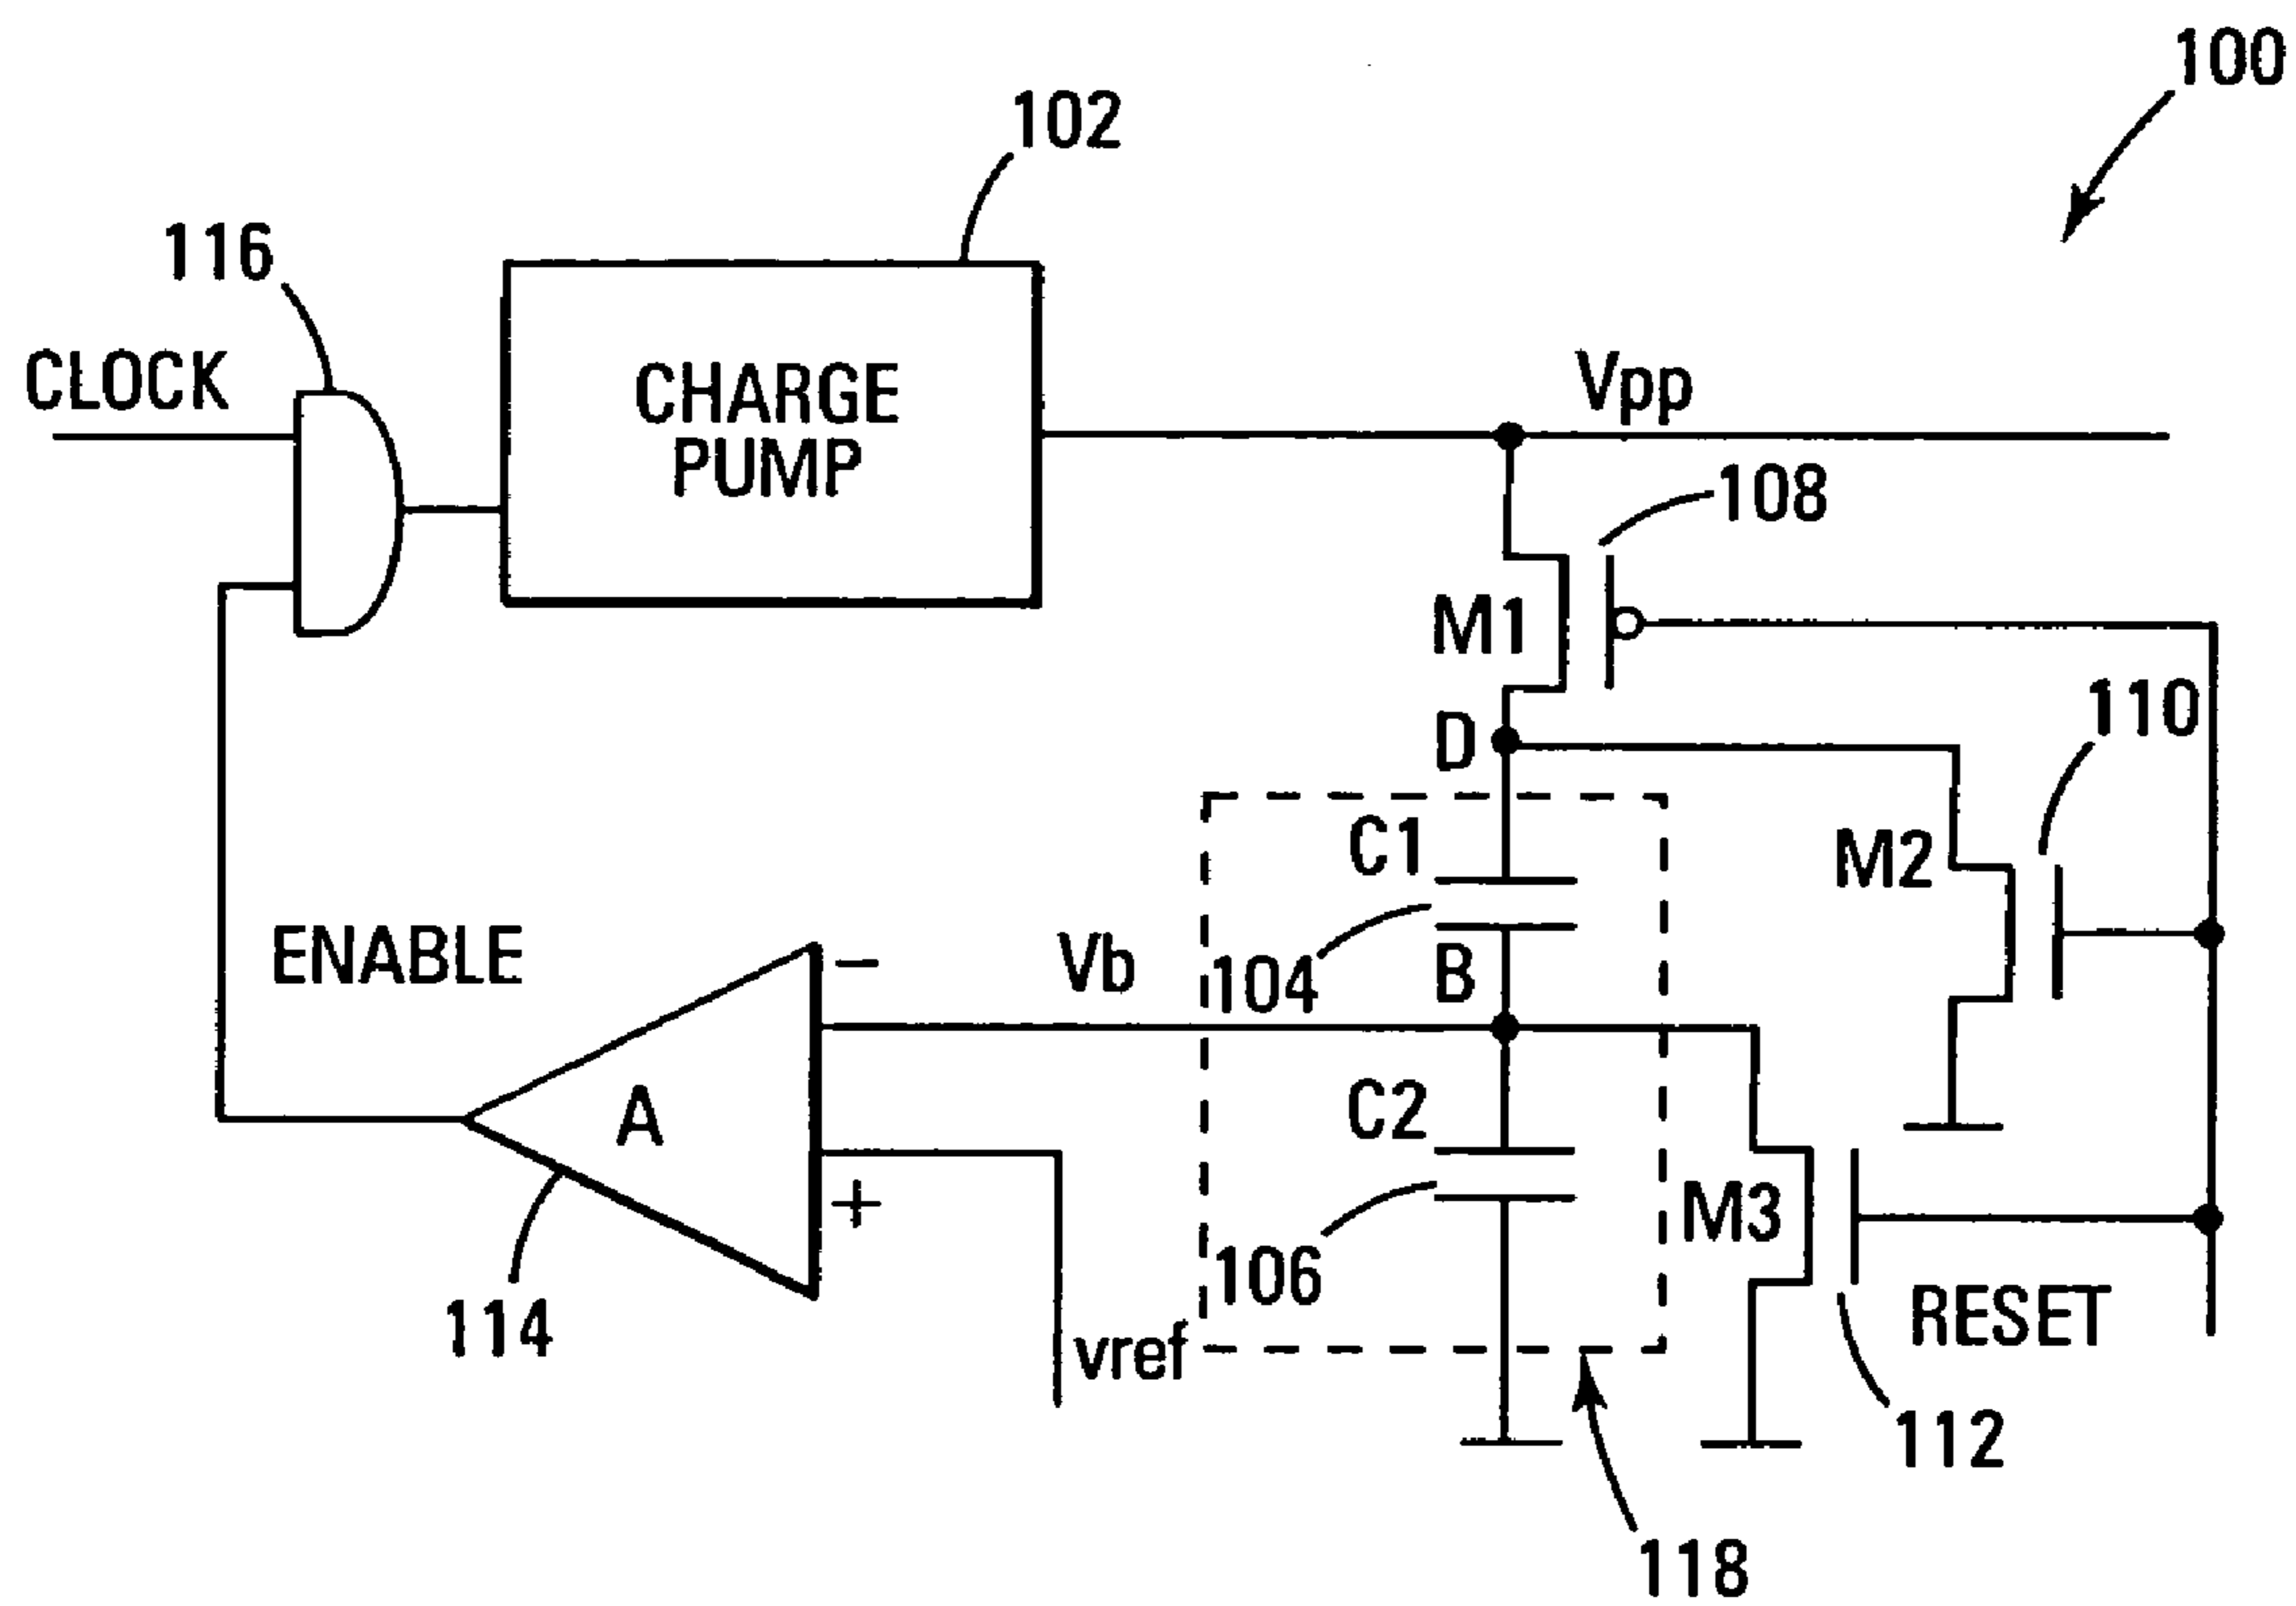 100
102
116
CLOCK
CHARGE
PUMP
Vpp
108
M1
110
D
C1
M2
ENABLE
Vb
104
B
−
A
C2
+
M3
106
114
vref
RESET
112
118